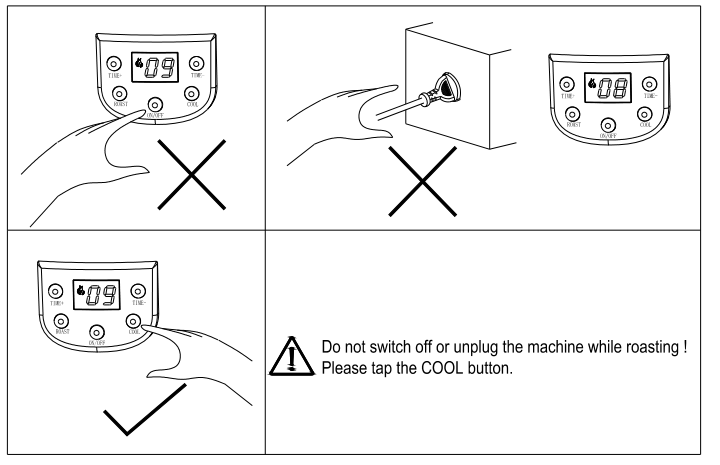 09
TIME+
TIME-
ROAST
COOL
ON/OFF
08
TIME+
TIME-
ROAST
COOL
ON/OFF
09
TIME+
TIME-
ROAST
COOL
ON/OFF
Do not switch off or unplug the machine while roasting !
Please tap the COOL button.